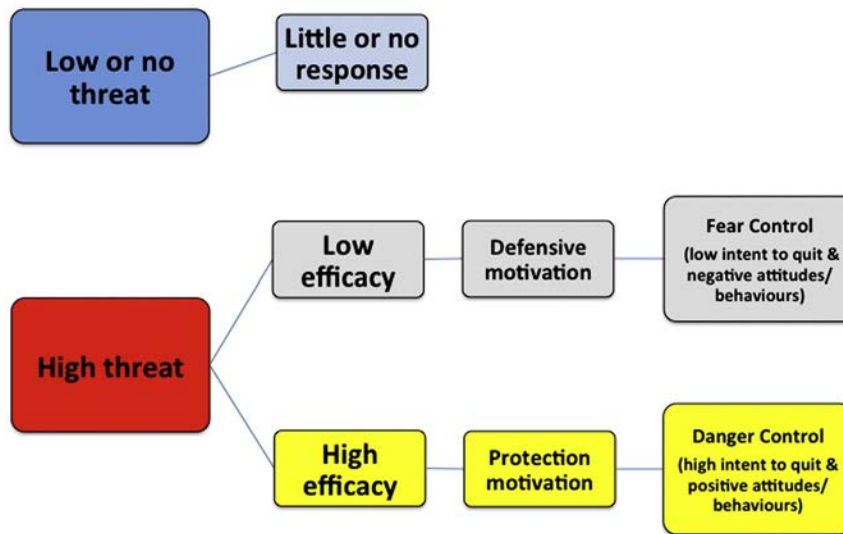 Low or no
threat
Little or no
response
High threat
Low
efficacy
Defensive
motivation
Fear Control
(low intent to quit &
negative attitudes/
behaviours)
High
efficacy
Protection
motivation
Danger Control
(high intent to quit &
positive attitudes/
behaviours)